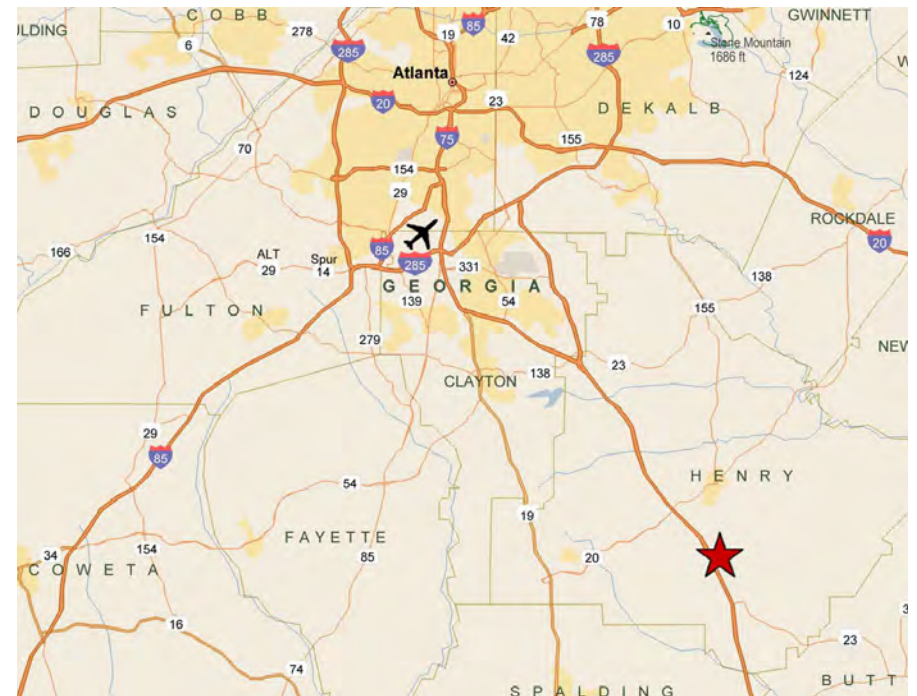 COBB
278
19
85
42
78
10
GWINNETT
ULDING
6
285
285
Stone Mountain
1686 ft
Atlanta
124
W
20
23
DEKALB
DOUGLAS
75
155
70
154
29
ROCKDALE
154
85
20
166
ALT
29
Spur
14
285
331
138
GEORGIA
139
54
155
FULTON
279
23
NEW
CLAYTON
138
29
85
HENRY
54
19
FAYETTE
34
154
85
20
COWETA
16
23
3
74
BUTT
SPALDING